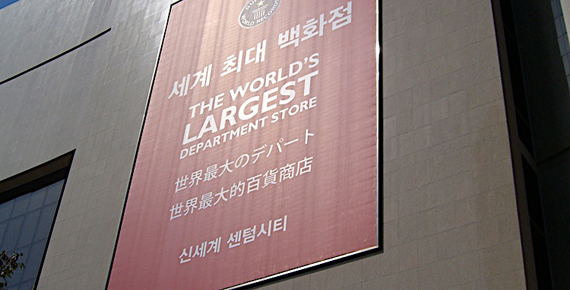 세계 최대 백화점
THE WORLD'S
LARGEST
DEPARTMENT STORE
世界最大のデパート
世界最大的百貨商店
신세계 센텀시티